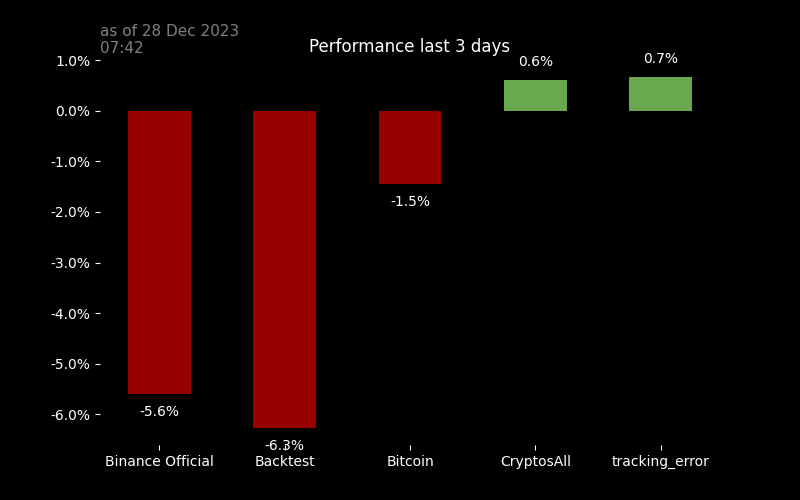 as of 28 Dec 2023
07:42
Performance last 3 days
1.0%
0.0%
-1.0%
-2.0%
-3.0%
-4.0%
-5.0%
-6.0%
-5.6%
-6.3%
-1.5%
0.6%
0.7%
Binance Official
Backtest
Bitcoin
CryptosAll
tracking_error